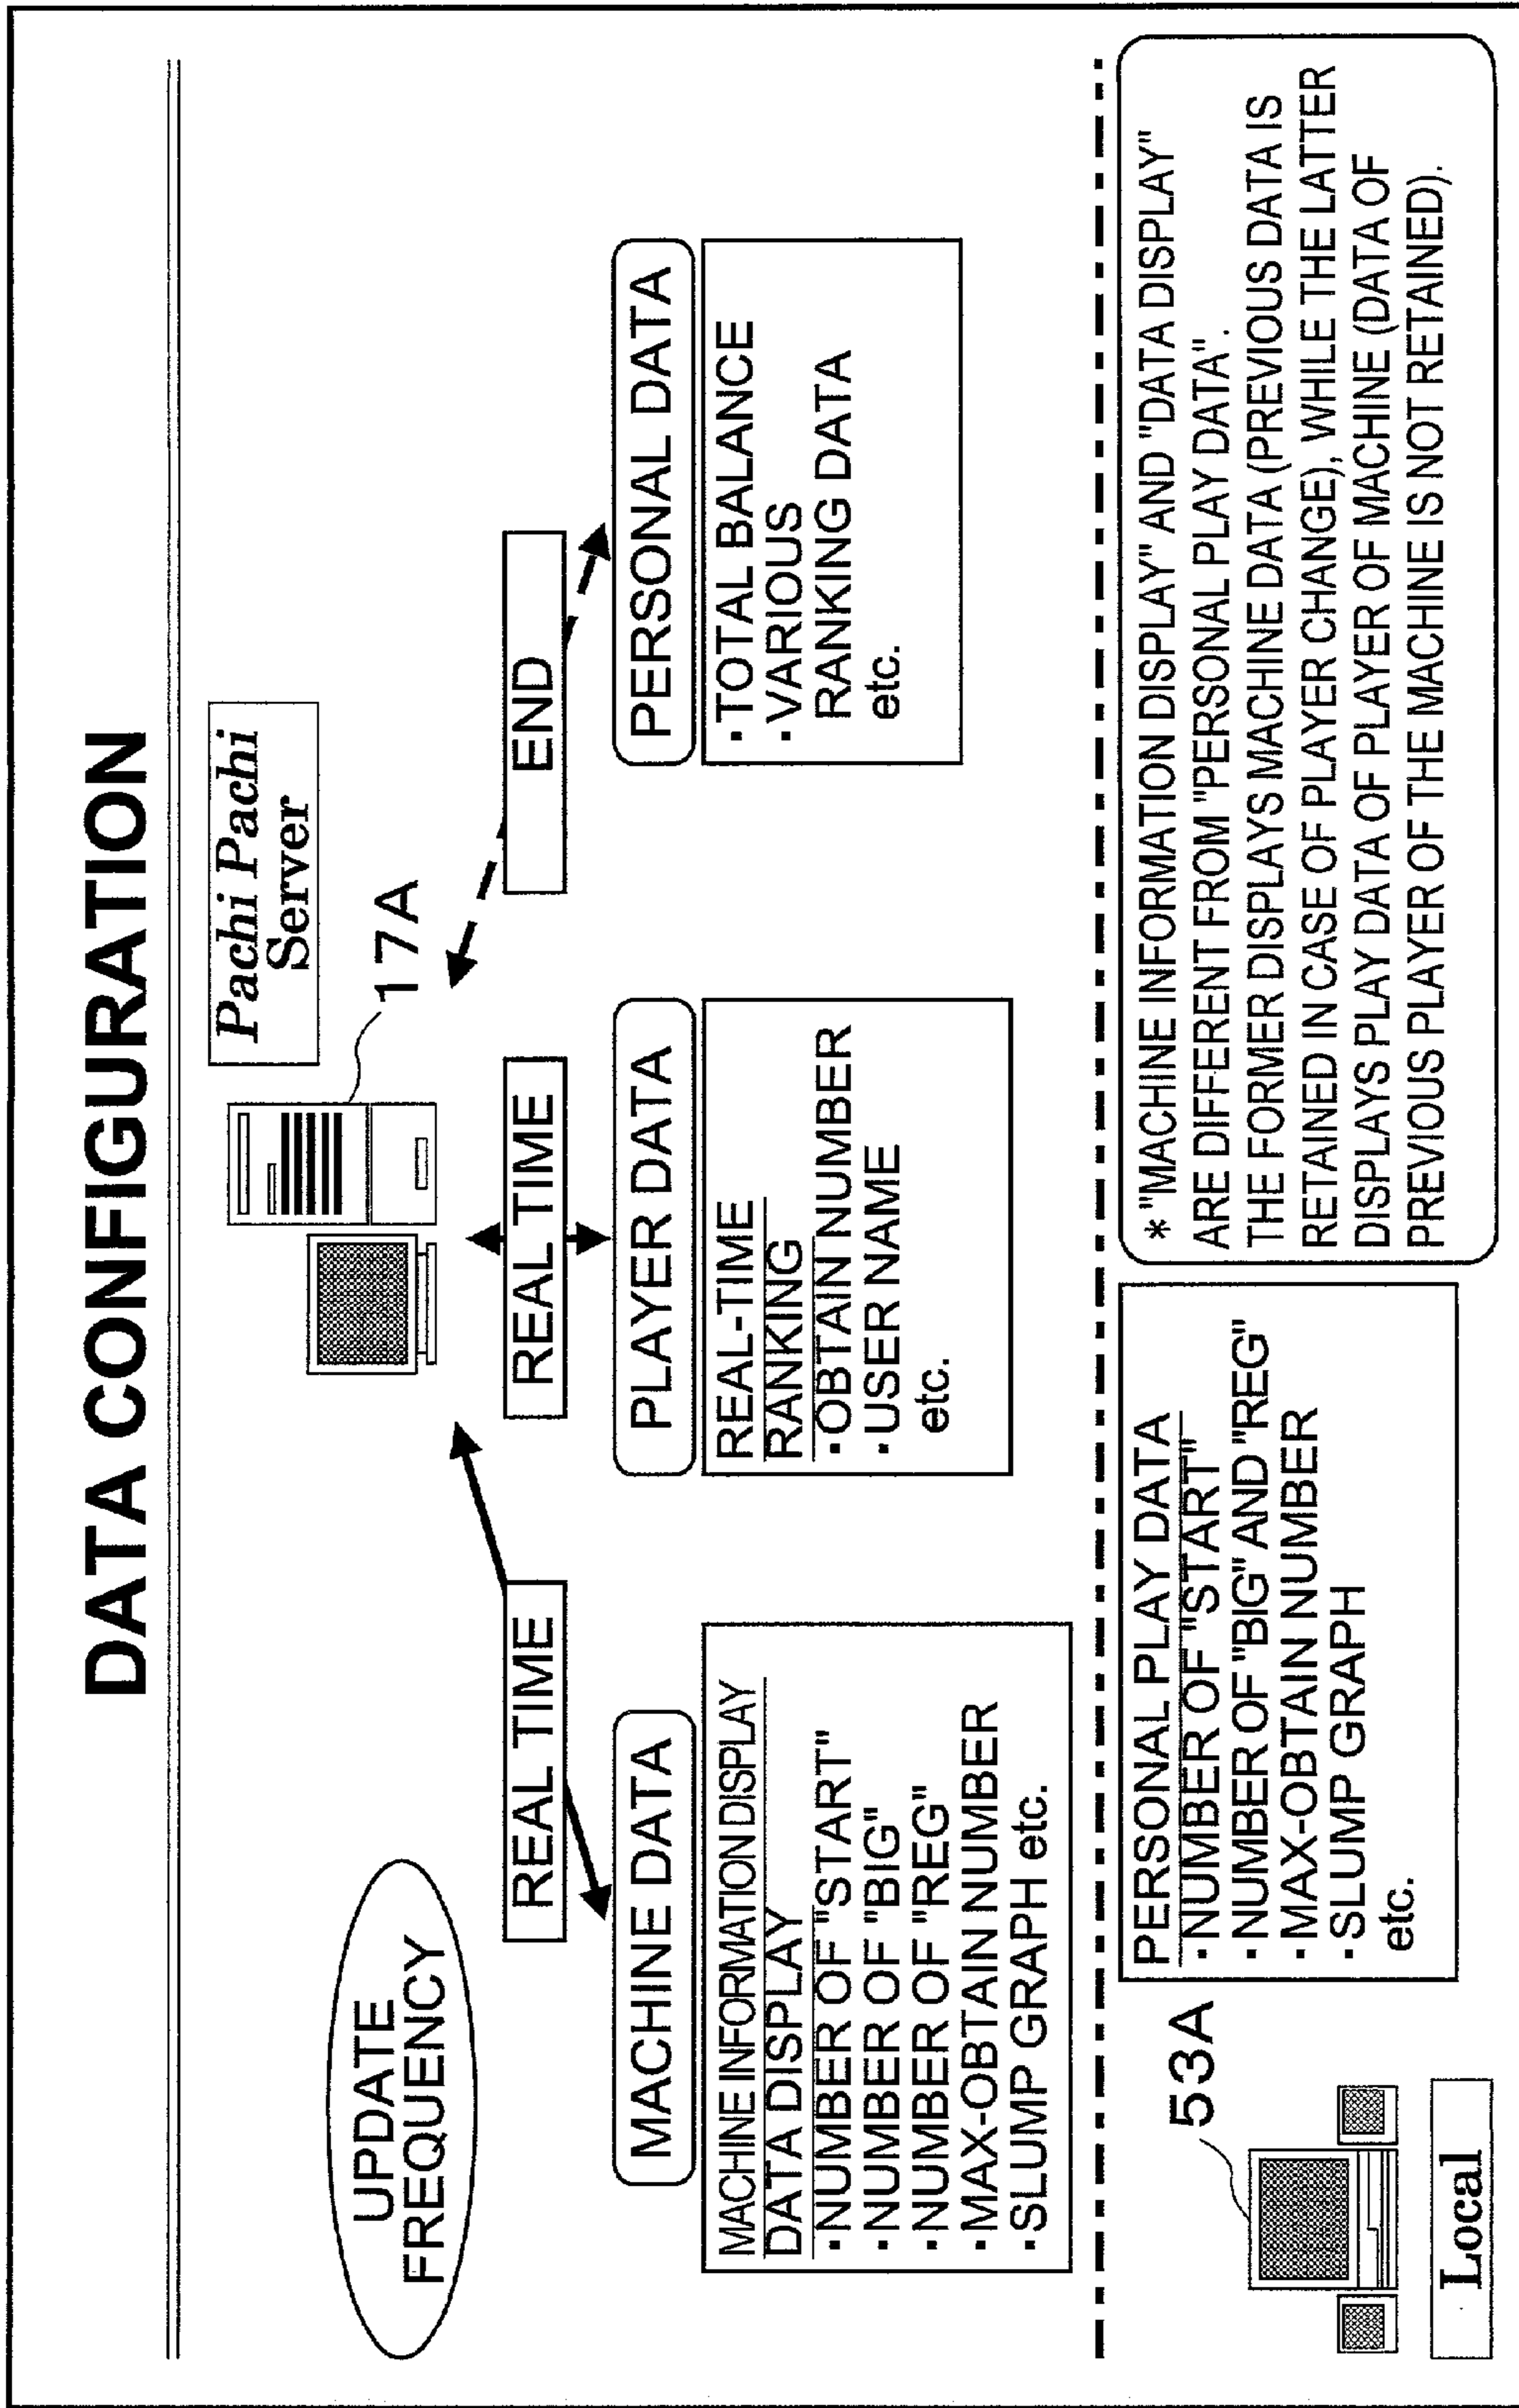 DATA CONFIGURATION
Pachi Pachi
Server
17A
UPDATE
FREQUENCY
REAL TIME
REAL TIME
END
MACHINE DATA
MACHINE INFORMATION DISPLAY
DATA DISPLAY
·NUMBER OF "START"
·NUMBER OF "BIG"
·NUMBER OF "REG"
·MAX-OBTAIN NUMBER
·SLUMP GRAPH etc.
PLAYER DATA
REAL-TIME
RANKING
·OBTAIN NUMBER
·USER NAME
etc.
PERSONAL DATA
·TOTAL BALANCE
·VARIOUS
RANKING DATA
etc.
53A
Local
PERSONAL PLAY DATA
·NUMBER OF "START"
·NUMBER OF "BIG" AND "REG"
·MAX-OBTAIN NUMBER
·SLUMP GRAPH
etc.
*"MACHINE INFORMATION DISPLAY" AND "DATA DISPLAY"
ARE DIFFERENT FROM "PERSONAL PLAY DATA".
THE FORMER DISPLAYS MACHINE DATA (PREVIOUS DATA IS
RETAINED IN CASE OF PLAYER CHANGE), WHILE THE LATTER
DISPLAYS PLAY DATA OF PLAYER OF MACHINE (DATA OF
PREVIOUS PLAYER OF THE MACHINE IS NOT RETAINED).